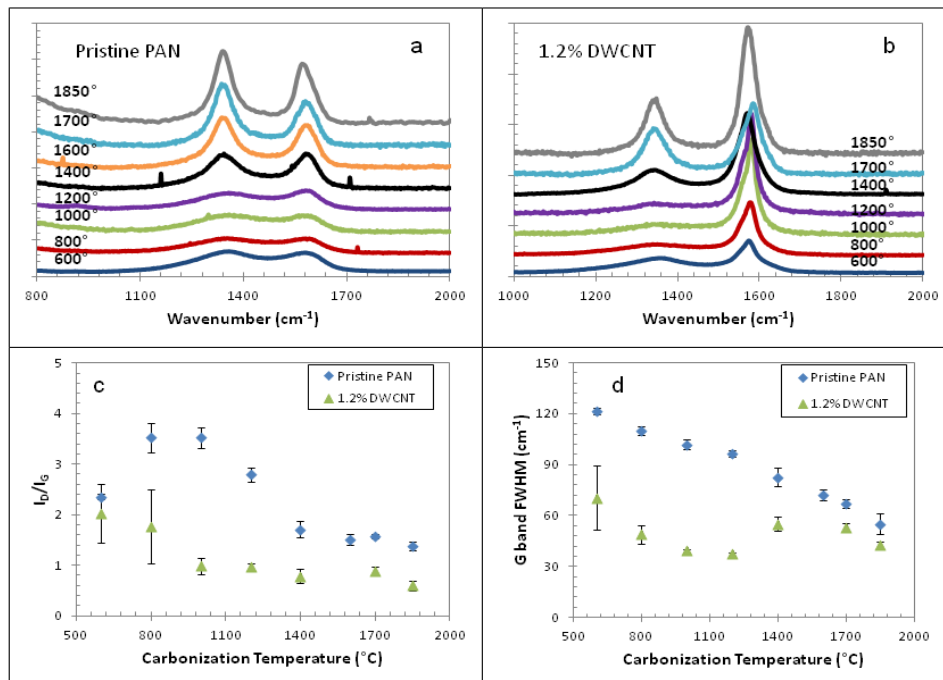 Pristine PAN
a
1850°
1700°
1600°
1400°
1200°
1000°
800°
600°
800 1100 1400 1700 2000
Wavenumber (cm⁻¹)
1.2% DWCNT
b
1850°
1700°
1400°
1200°
1000°
800°
600°
1000 1200 1400 1600 1800 2000
Wavenumber (cm⁻¹)
c
Pristine PAN
1.2% DWCNT
5
4
3
2
1
0
I_D/I_G
500 800 1100 1400 1700 2000
Carbonization Temperature (°C)
d
Pristine PAN
1.2% DWCNT
150
120
90
60
30
0
G band FWHM (cm⁻¹)
500 800 1100 1400 1700 2000
Carbonization Temperature (°C)